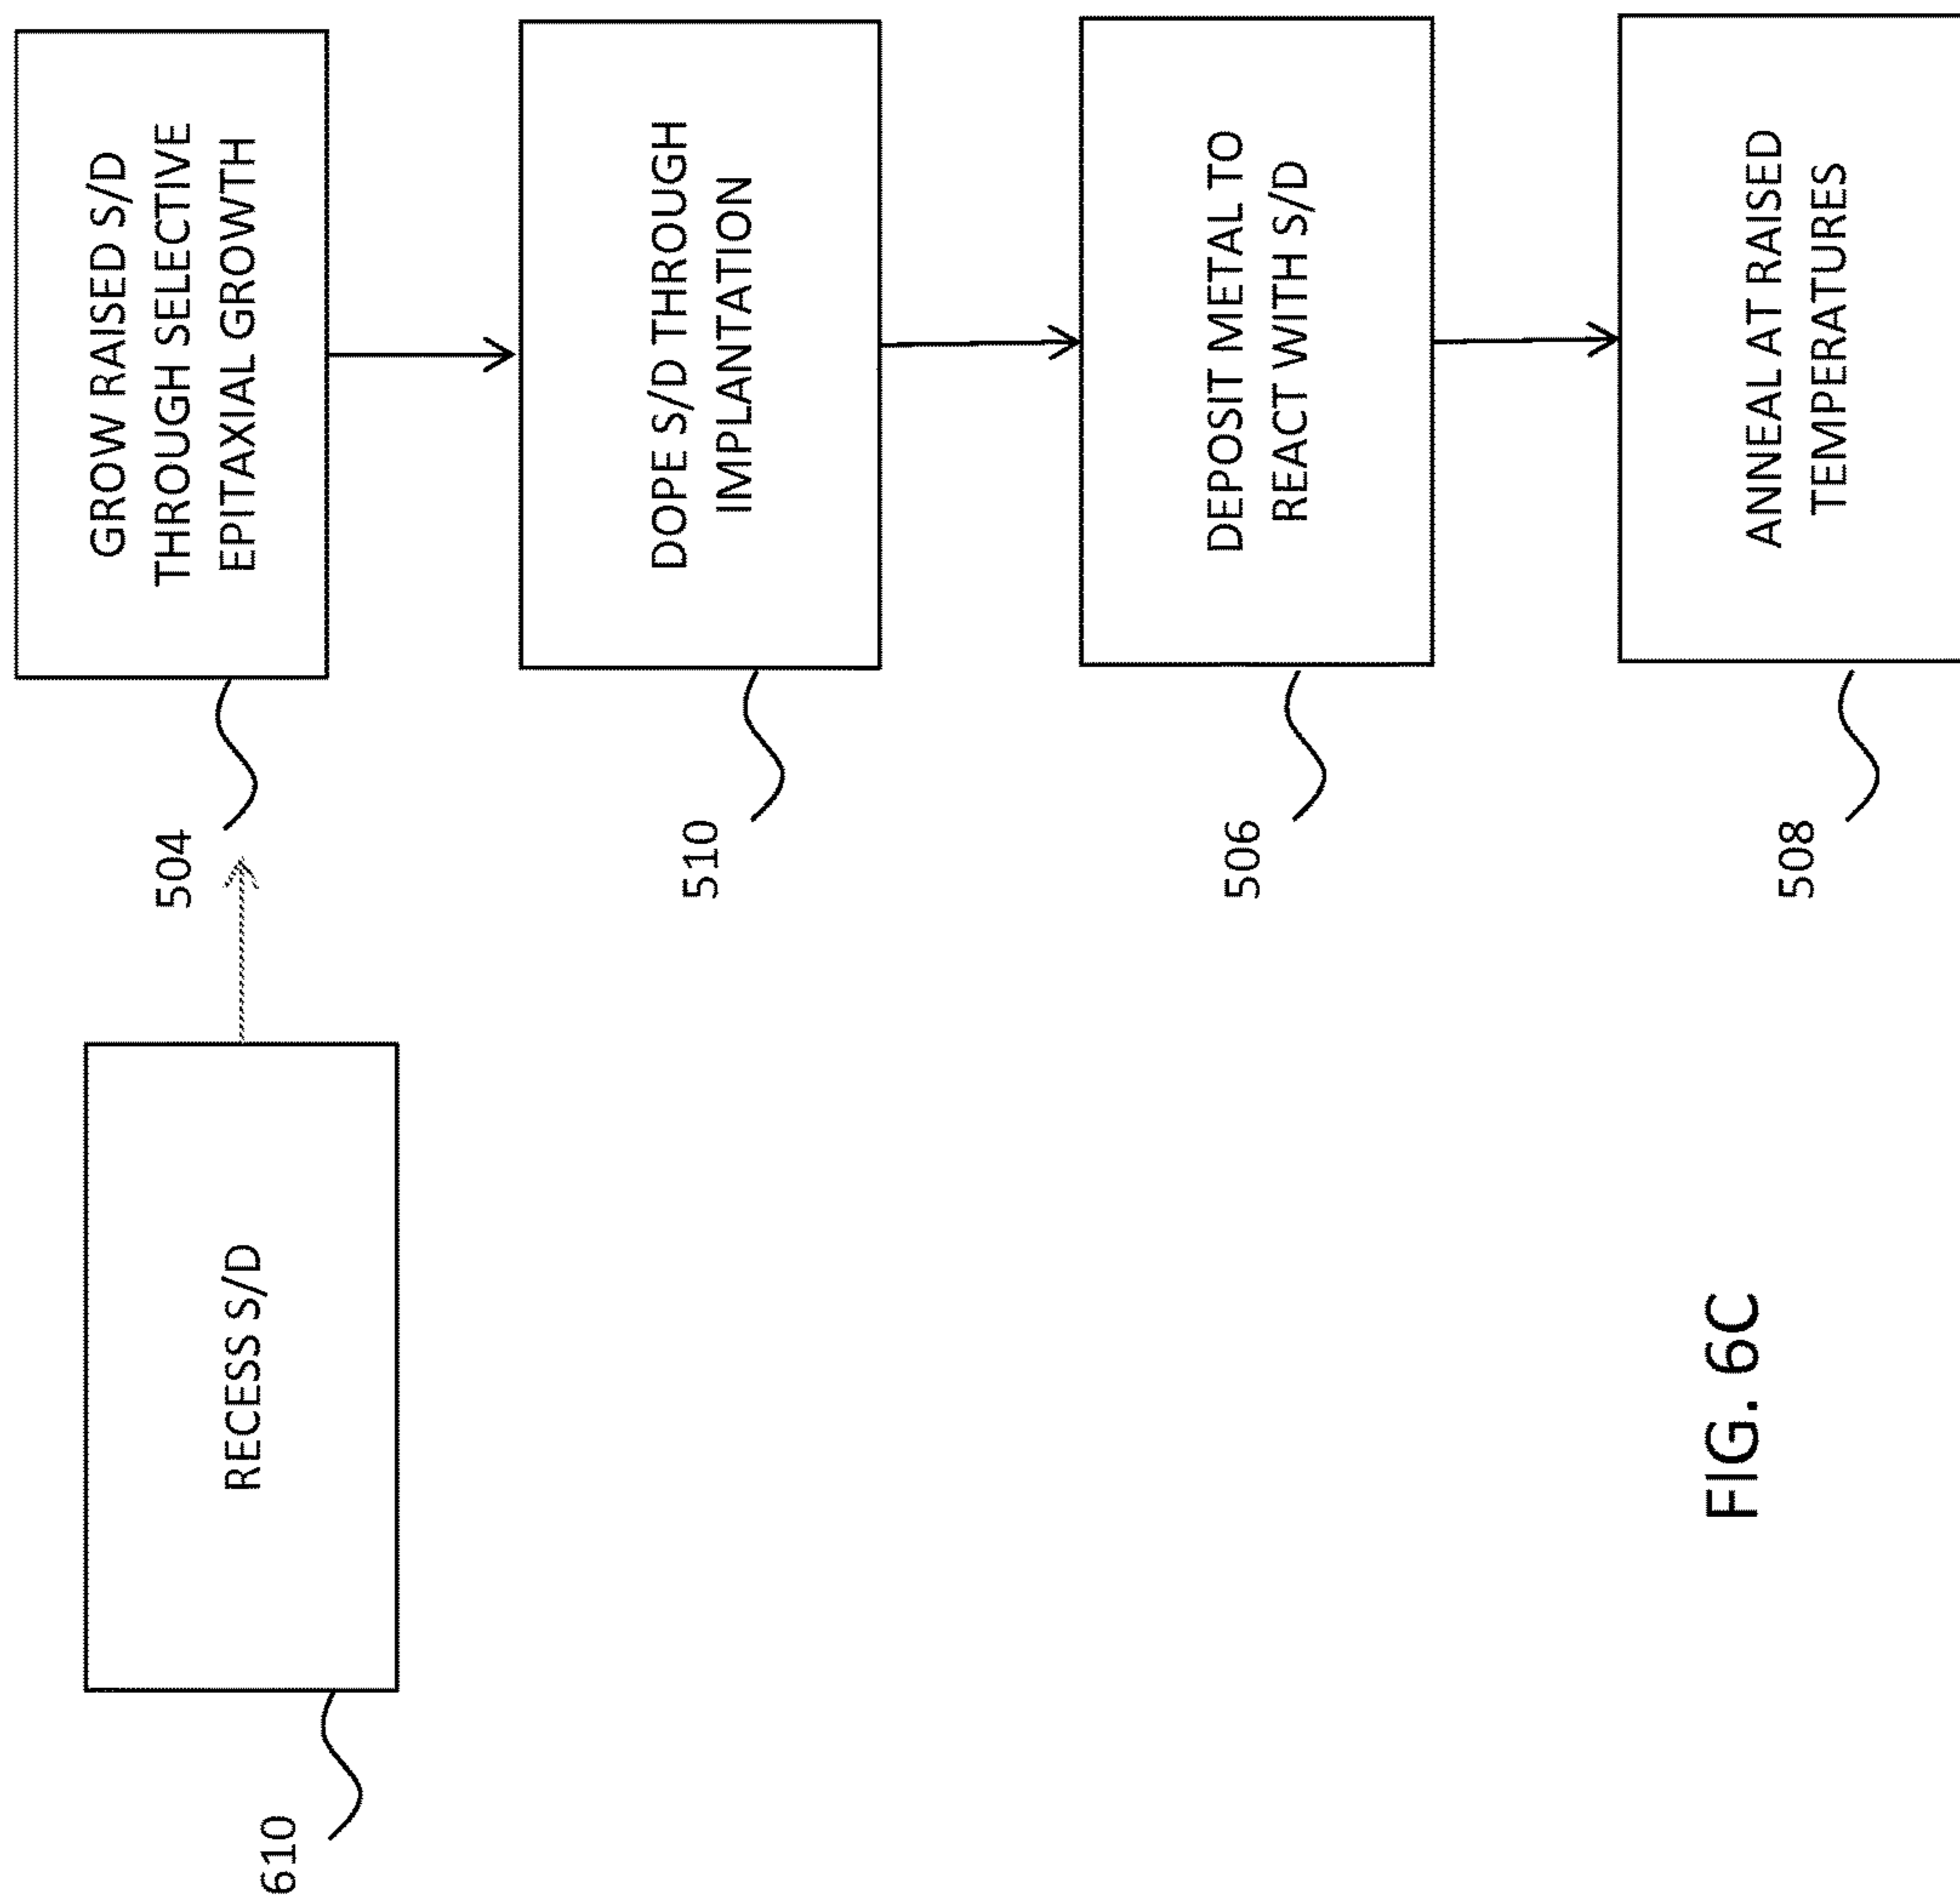 610
RECESS S/D
504
GROW RAISED S/D
THROUGH SELECTIVE
EPITAXIAL GROWTH
510
DOPE S/D THROUGH
IMPLANTATION
506
DEPOSIT METAL TO
REACT WITH S/D
508
ANNEAL AT RAISED
TEMPERATURES
FIG. 6C